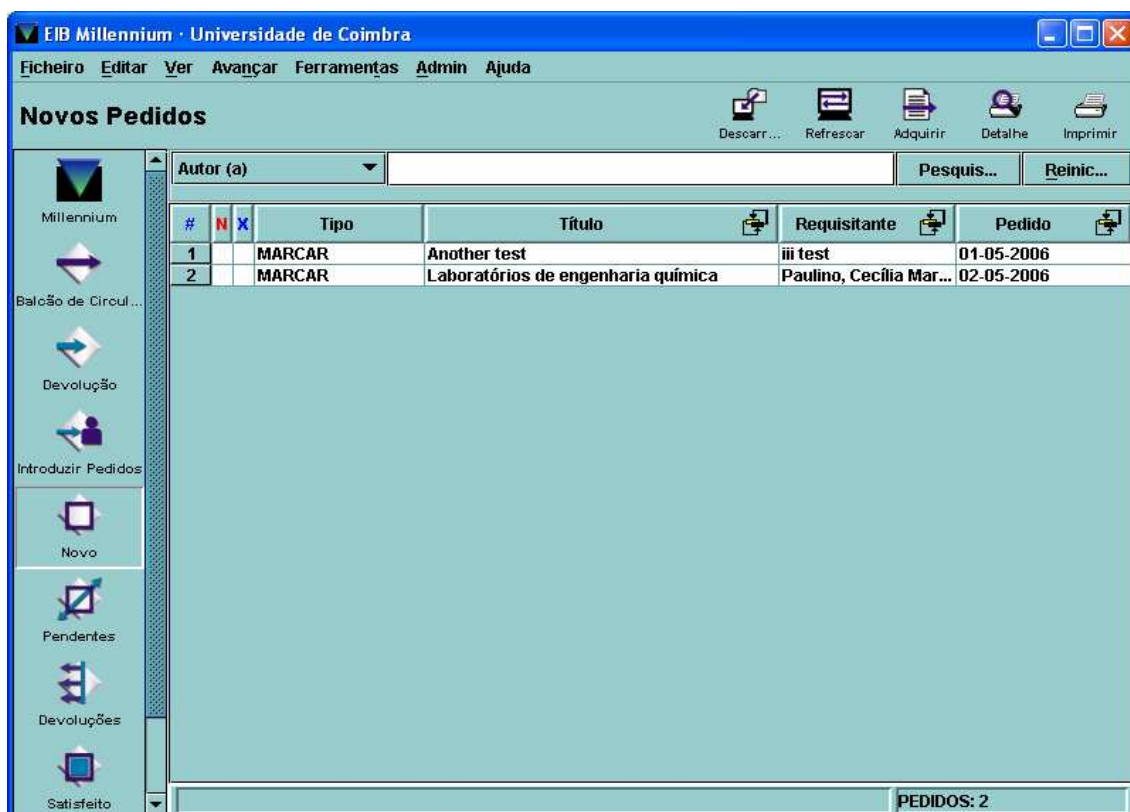 EIB Millennium · Universidade de Coimbra
Ficheiro Editar Ver Avançar Ferramentas Admin Ajuda
Novos Pedidos
Descarr... Refrescar Adquirir Detalhe Imprimir
Autor (a) Pesquis... Reinic...
# N X Tipo Título Requisitante Pedido
1 MARCAR Another test iii test 01-05-2006
2 MARCAR Laboratórios de engenharia química Paulino, Cecília Mar... 02-05-2006
Millennium
Balcão de Circul...
Devolução
Introduzir Pedidos
Novo
Pendentes
Devoluções
Satisfeito
PEDIDOS: 2